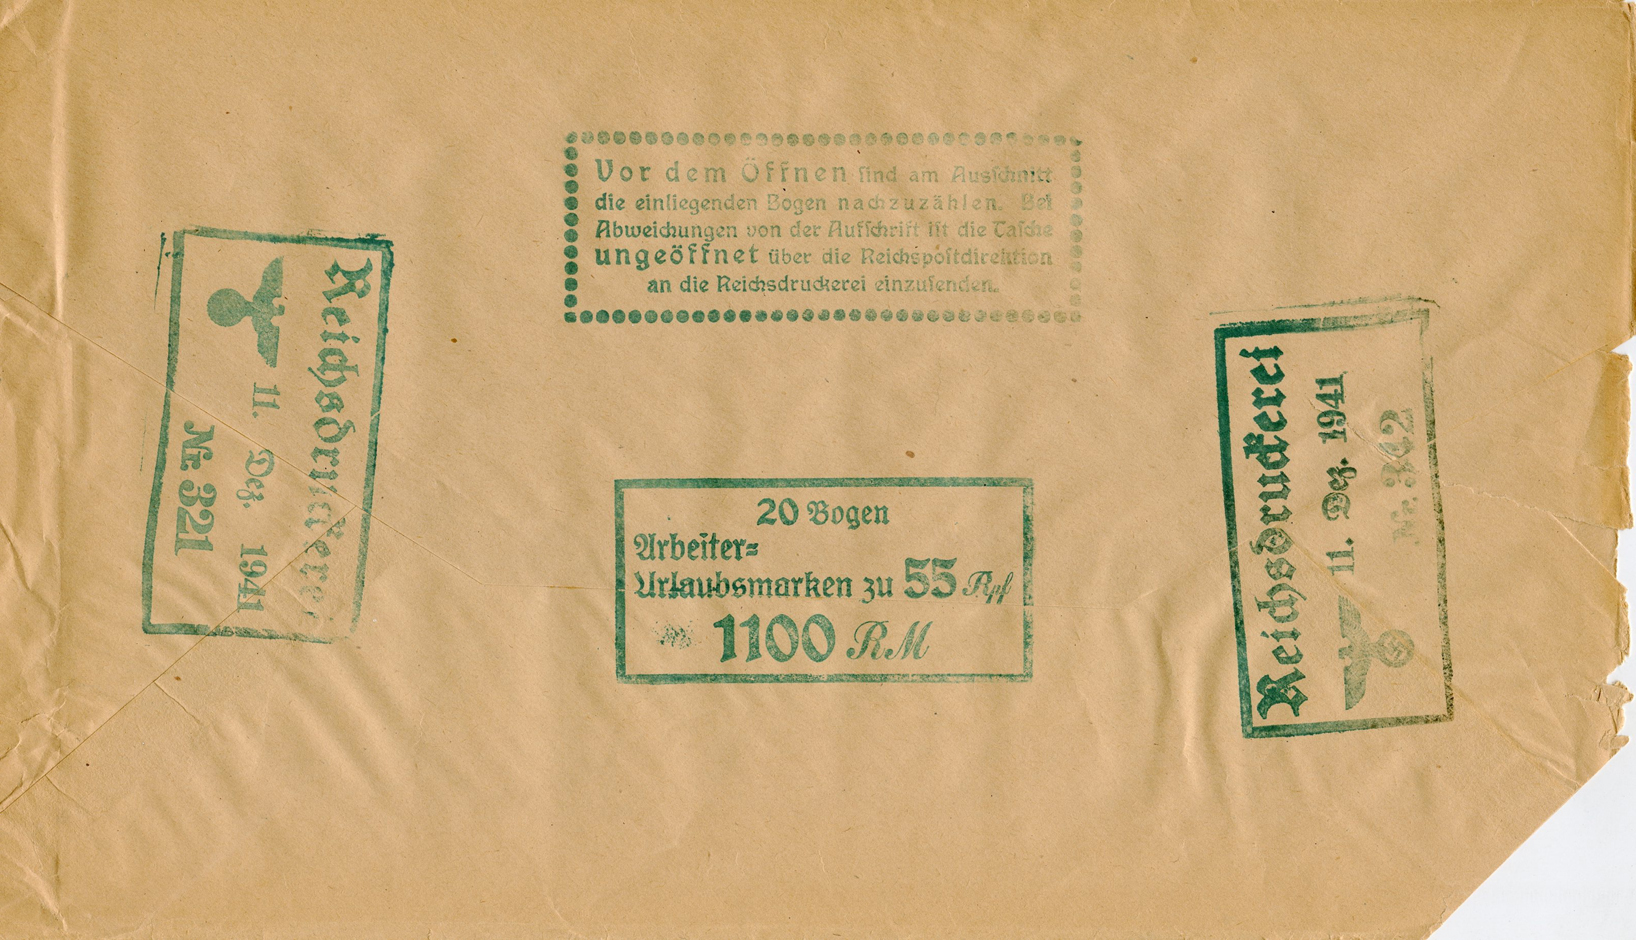 Vor dem Öffnen sind am Ausschnitt
die einliegenden Bogen nachzuzählen. Bei
Abweichungen von der Aufschrift ist die Tasche
ungeöffnet über die Reichspostdirektion
an die Reichsdruckerei einzusenden.
Reichsdruckerei
11. Dez. 1941
Nr. 321
20 Bogen
Arbeiter=
Urlaubsmarken zu 55 Rpf
1100 RM
Reichsdruckerei
11. Dez. 1941
Nr. 342